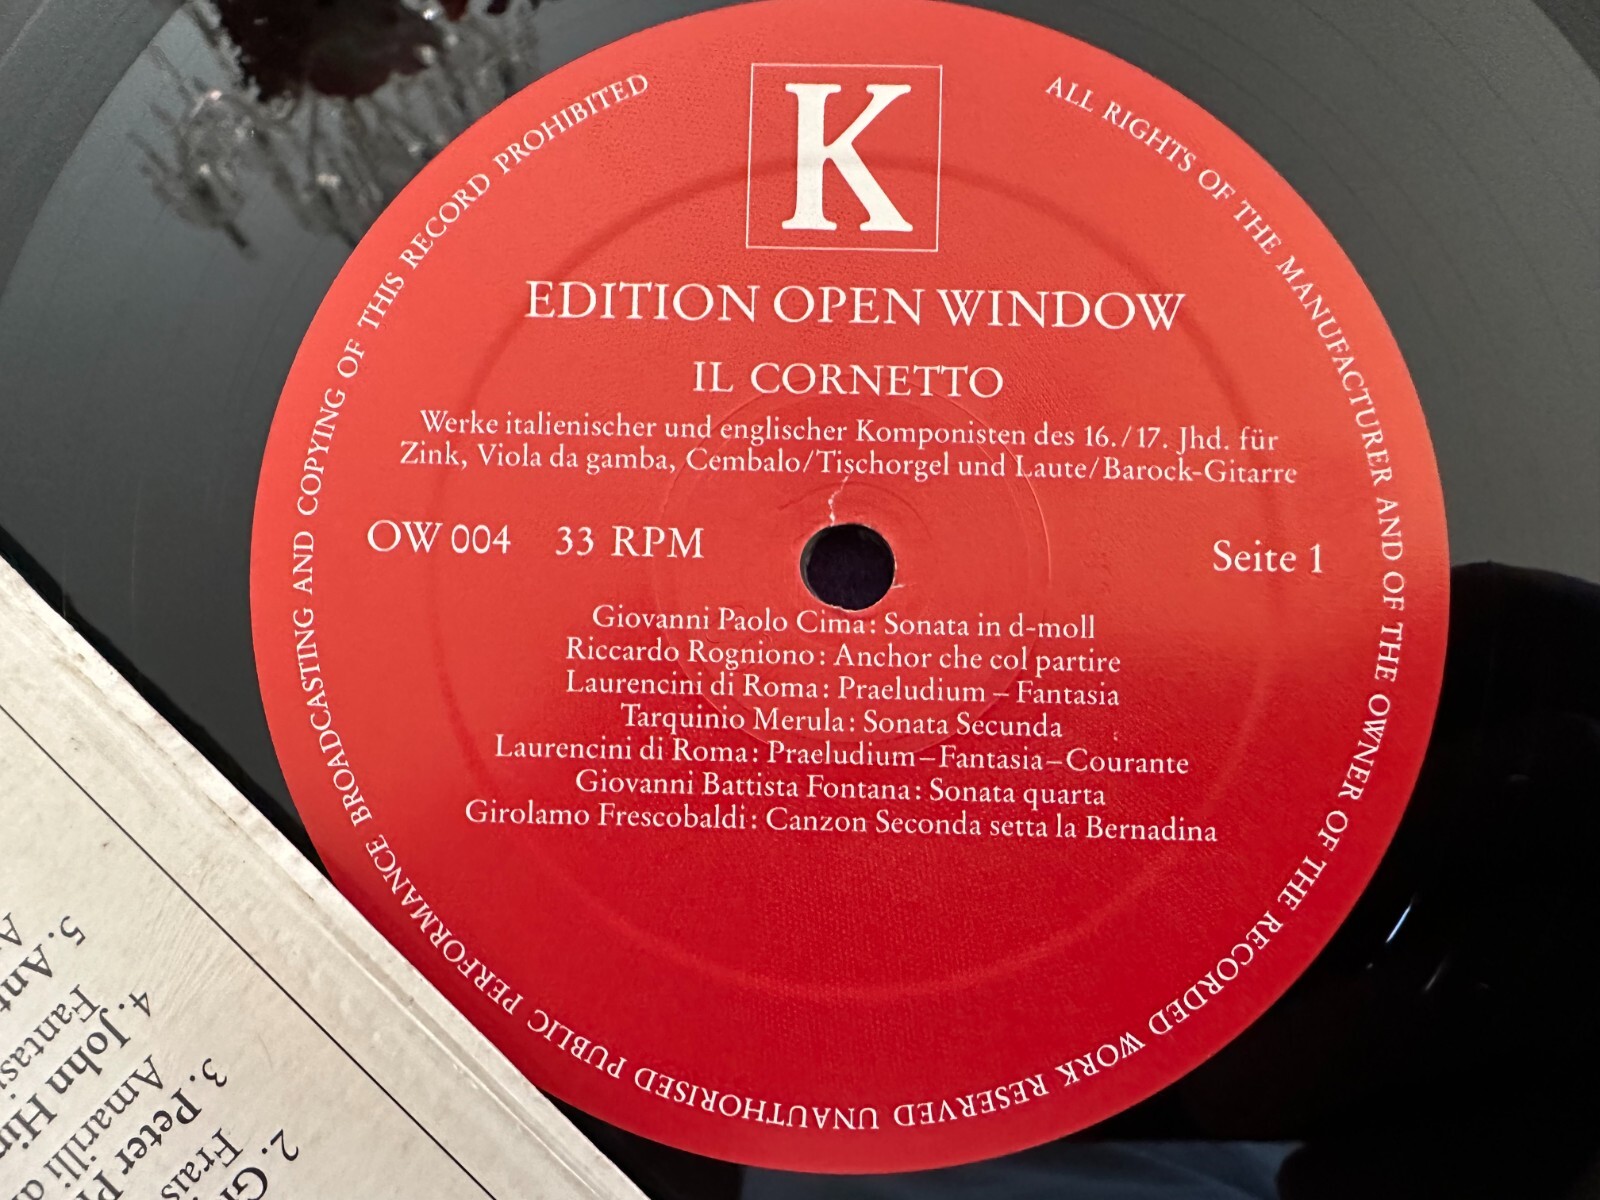 K
EDITION OPEN WINDOW
IL CORNETTO
Werke italienischer und englischer Komponisten des 16./17. Jhd. für
Zink, Viola da gamba, Cembalo/Tischorgel und Laute/Barock-Gitarre
OW 004 33 RPM Seite 1
Giovanni Paolo Cima: Sonata in d-moll
Riccardo Rogniono: Anchor che col partire
Laurencini di Roma: Praeludium – Fantasia
Tarquinio Merula: Sonata Secunda
Laurencini di Roma: Praeludium–Fantasia–Courante
Giovanni Battista Fontana: Sonata quarta
Girolamo Frescobaldi: Canzon Seconda setta la Bernadina
ALL RIGHTS OF THE MANUFACTURER AND OF THE OWNER OF THE RECORDED WORK RESERVED UNAUTHORISED PUBLIC PERFORMANCE BROADCASTING AND COPYING OF THIS RECORD PROHIBITED
2.
3. Peter
Amarilli
4. John
5.